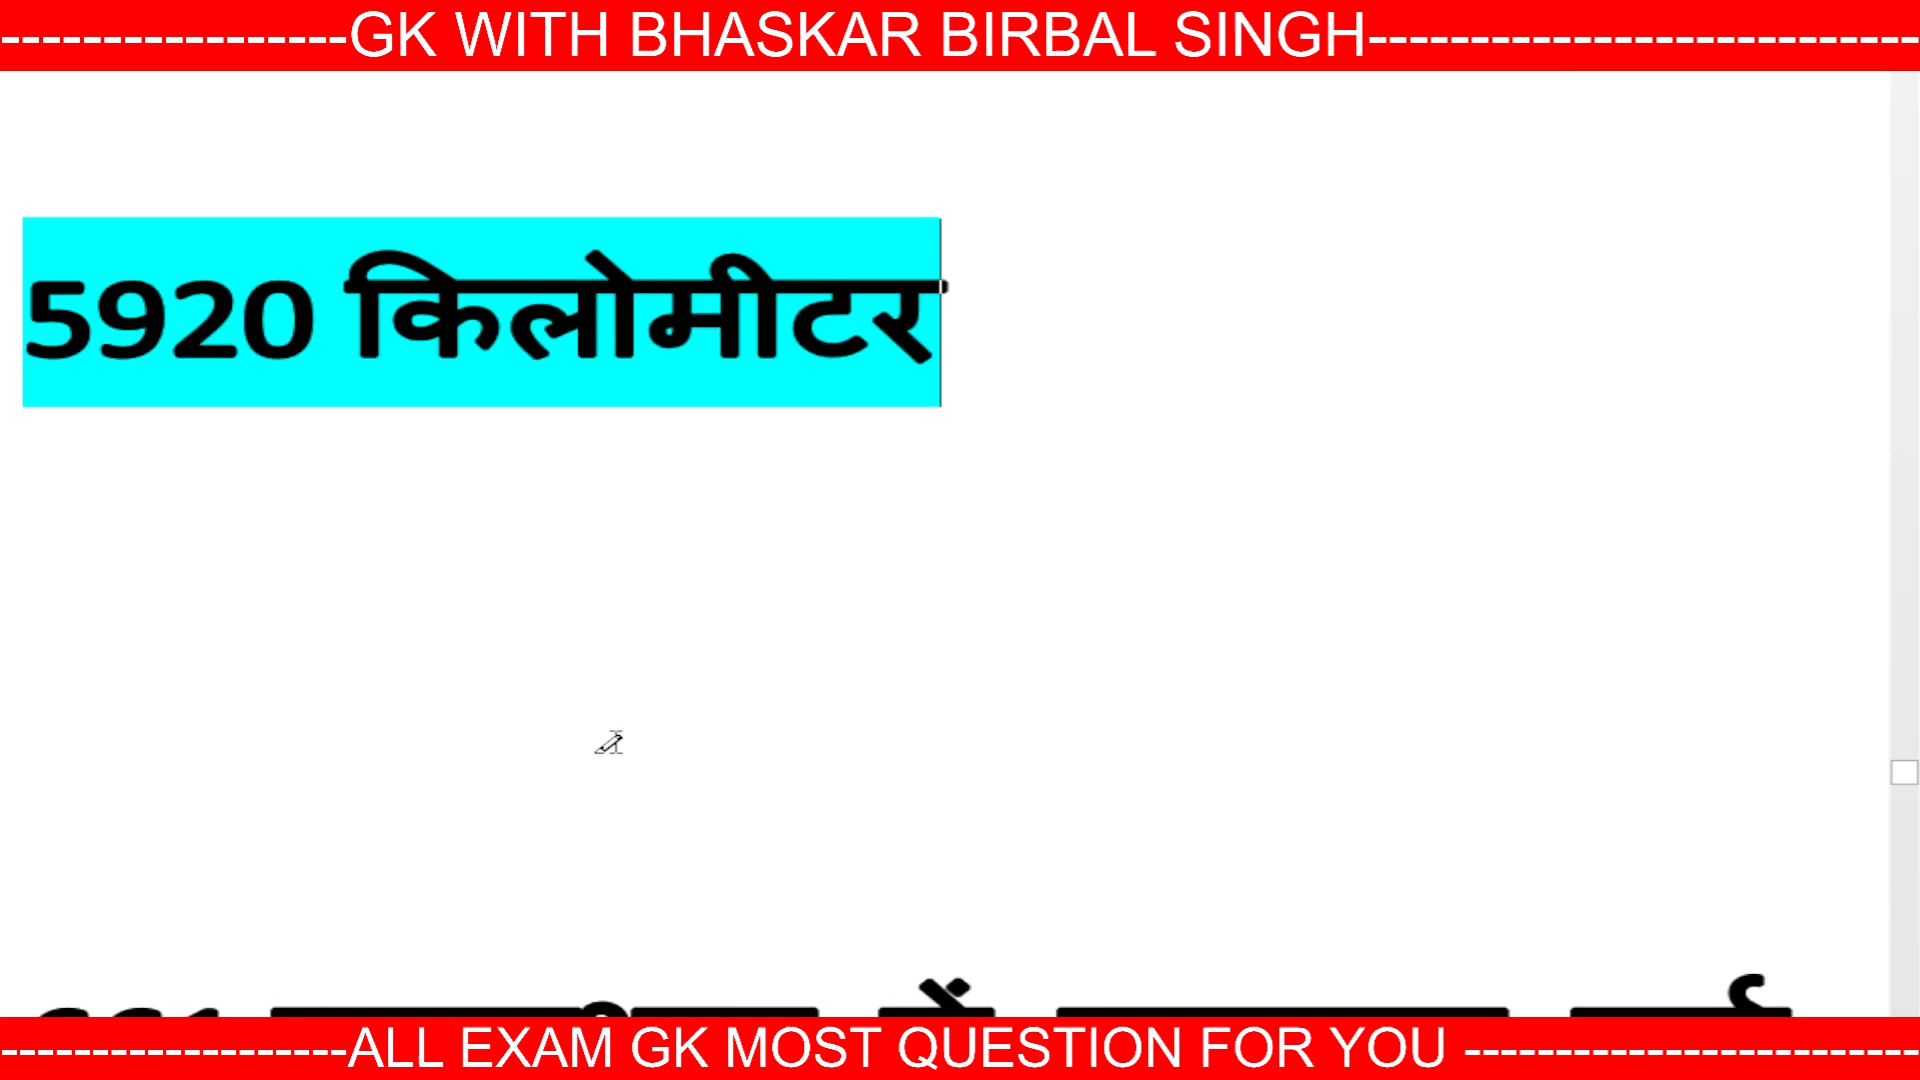 -----------------GK WITH BHASKAR BIRBAL SINGH---------------------------
5920 किलोमीटर
में
-----------------ALL EXAM GK MOST QUESTION FOR YOU ----------------------